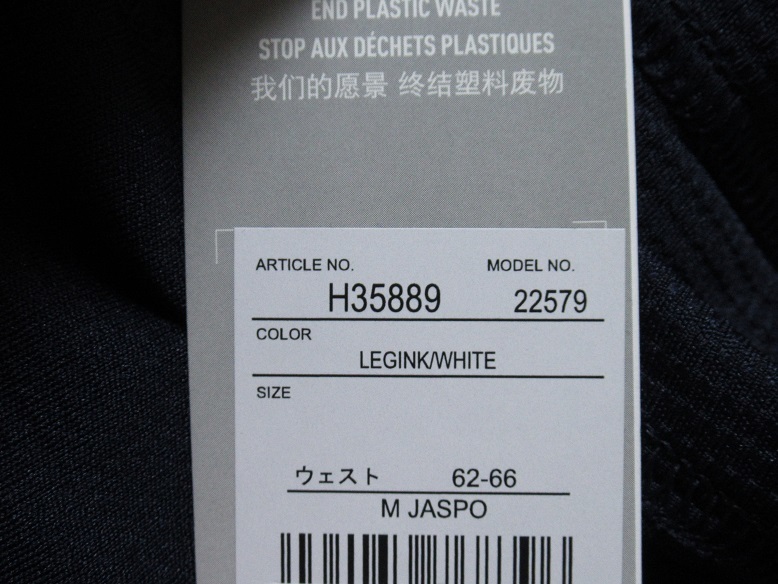 END PLASTIC WASTE
STOP AUX DÉCHETS PLASTIQUES
我们的愿景 终结塑料废物
ARTICLE NO. MODEL NO.
H35889 22579
COLOR
LEGINK/WHITE
SIZE
ウェスト 62-66
M JASPO